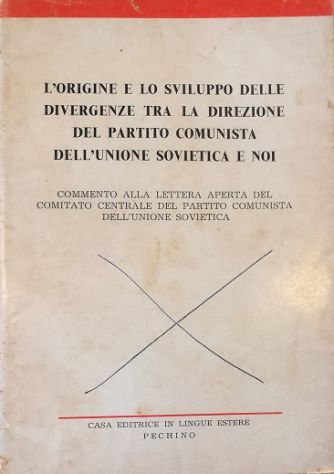 L'ORIGINE E LO SVILUPPO DELLE
DIVERGENZE TRA LA DIREZIONE
DEL PARTITO COMUNISTA
DELL'UNIONE SOVIETICA E NOI
COMMENTO ALLA LETTERA APERTA DEL
COMITATO CENTRALE DEL PARTITO COMUNISTA
DELL'UNIONE SOVIETICA
CASA EDITRICE IN LINGUE ESTERE
PECHINO